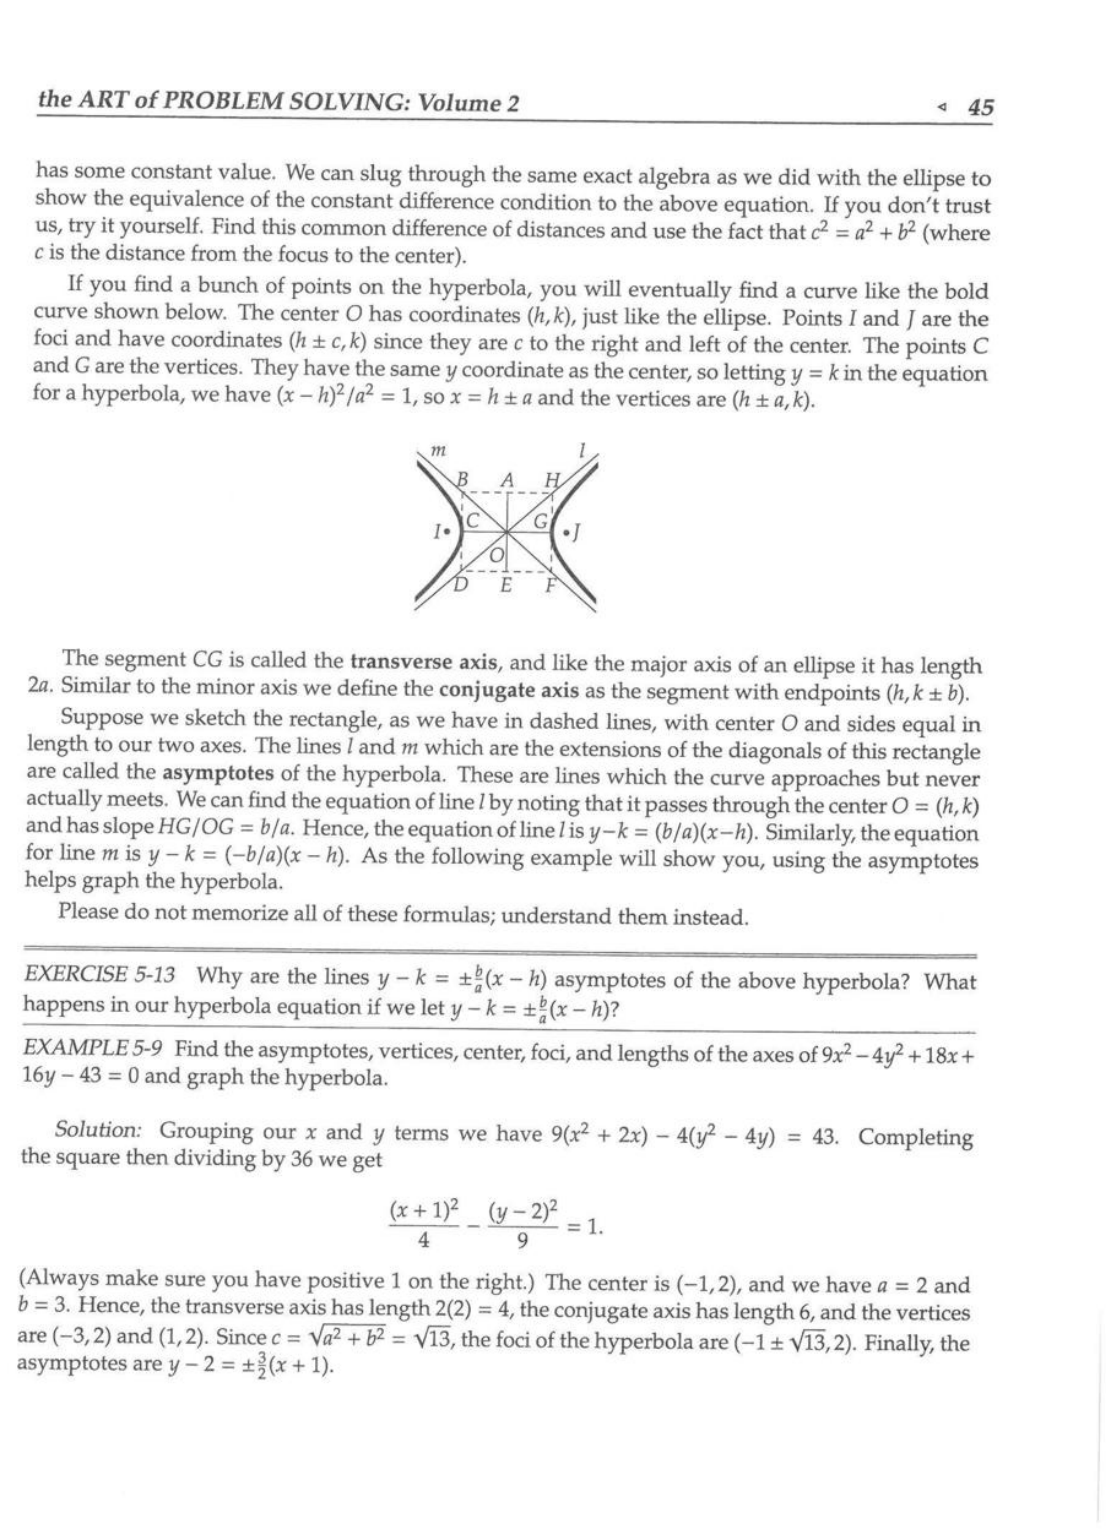 the ART of PROBLEM SOLVING: Volume 2 ◃ 45
has some constant value. We can slug through the same exact algebra as we did with the ellipse to
show the equivalence of the constant difference condition to the above equation. If you don't trust
us, try it yourself. Find this common difference of distances and use the fact that c² = a² + b² (where
c is the distance from the focus to the center).
If you find a bunch of points on the hyperbola, you will eventually find a curve like the bold
curve shown below. The center O has coordinates (h, k), just like the ellipse. Points I and J are the
foci and have coordinates (h ± c, k) since they are c to the right and left of the center. The points C
and G are the vertices. They have the same y coordinate as the center, so letting y = k in the equation
for a hyperbola, we have (x − h)²/a² = 1, so x = h ± a and the vertices are (h ± a, k).
m l
B A H
I C G J
O
D E F
The segment CG is called the transverse axis, and like the major axis of an ellipse it has length
2a. Similar to the minor axis we define the conjugate axis as the segment with endpoints (h, k ± b).
Suppose we sketch the rectangle, as we have in dashed lines, with center O and sides equal in
length to our two axes. The lines l and m which are the extensions of the diagonals of this rectangle
are called the asymptotes of the hyperbola. These are lines which the curve approaches but never
actually meets. We can find the equation of line l by noting that it passes through the center O = (h, k)
and has slope HG/OG = b/a. Hence, the equation of line l is y−k = (b/a)(x−h). Similarly, the equation
for line m is y − k = (−b/a)(x − h). As the following example will show you, using the asymptotes
helps graph the hyperbola.
Please do not memorize all of these formulas; understand them instead.
EXERCISE 5-13 Why are the lines y − k = ±b/a(x − h) asymptotes of the above hyperbola? What
happens in our hyperbola equation if we let y − k = ±b/a(x − h)?
EXAMPLE 5-9 Find the asymptotes, vertices, center, foci, and lengths of the axes of 9x² − 4y² + 18x +
16y − 43 = 0 and graph the hyperbola.
Solution: Grouping our x and y terms we have 9(x² + 2x) − 4(y² − 4y) = 43. Completing
the square then dividing by 36 we get
(x + 1)²/4 − (y − 2)²/9 = 1.
(Always make sure you have positive 1 on the right.) The center is (−1, 2), and we have a = 2 and
b = 3. Hence, the transverse axis has length 2(2) = 4, the conjugate axis has length 6, and the vertices
are (−3, 2) and (1, 2). Since c = √a² + b² = √13, the foci of the hyperbola are (−1 ± √13, 2). Finally, the
asymptotes are y − 2 = ±3/2(x + 1).